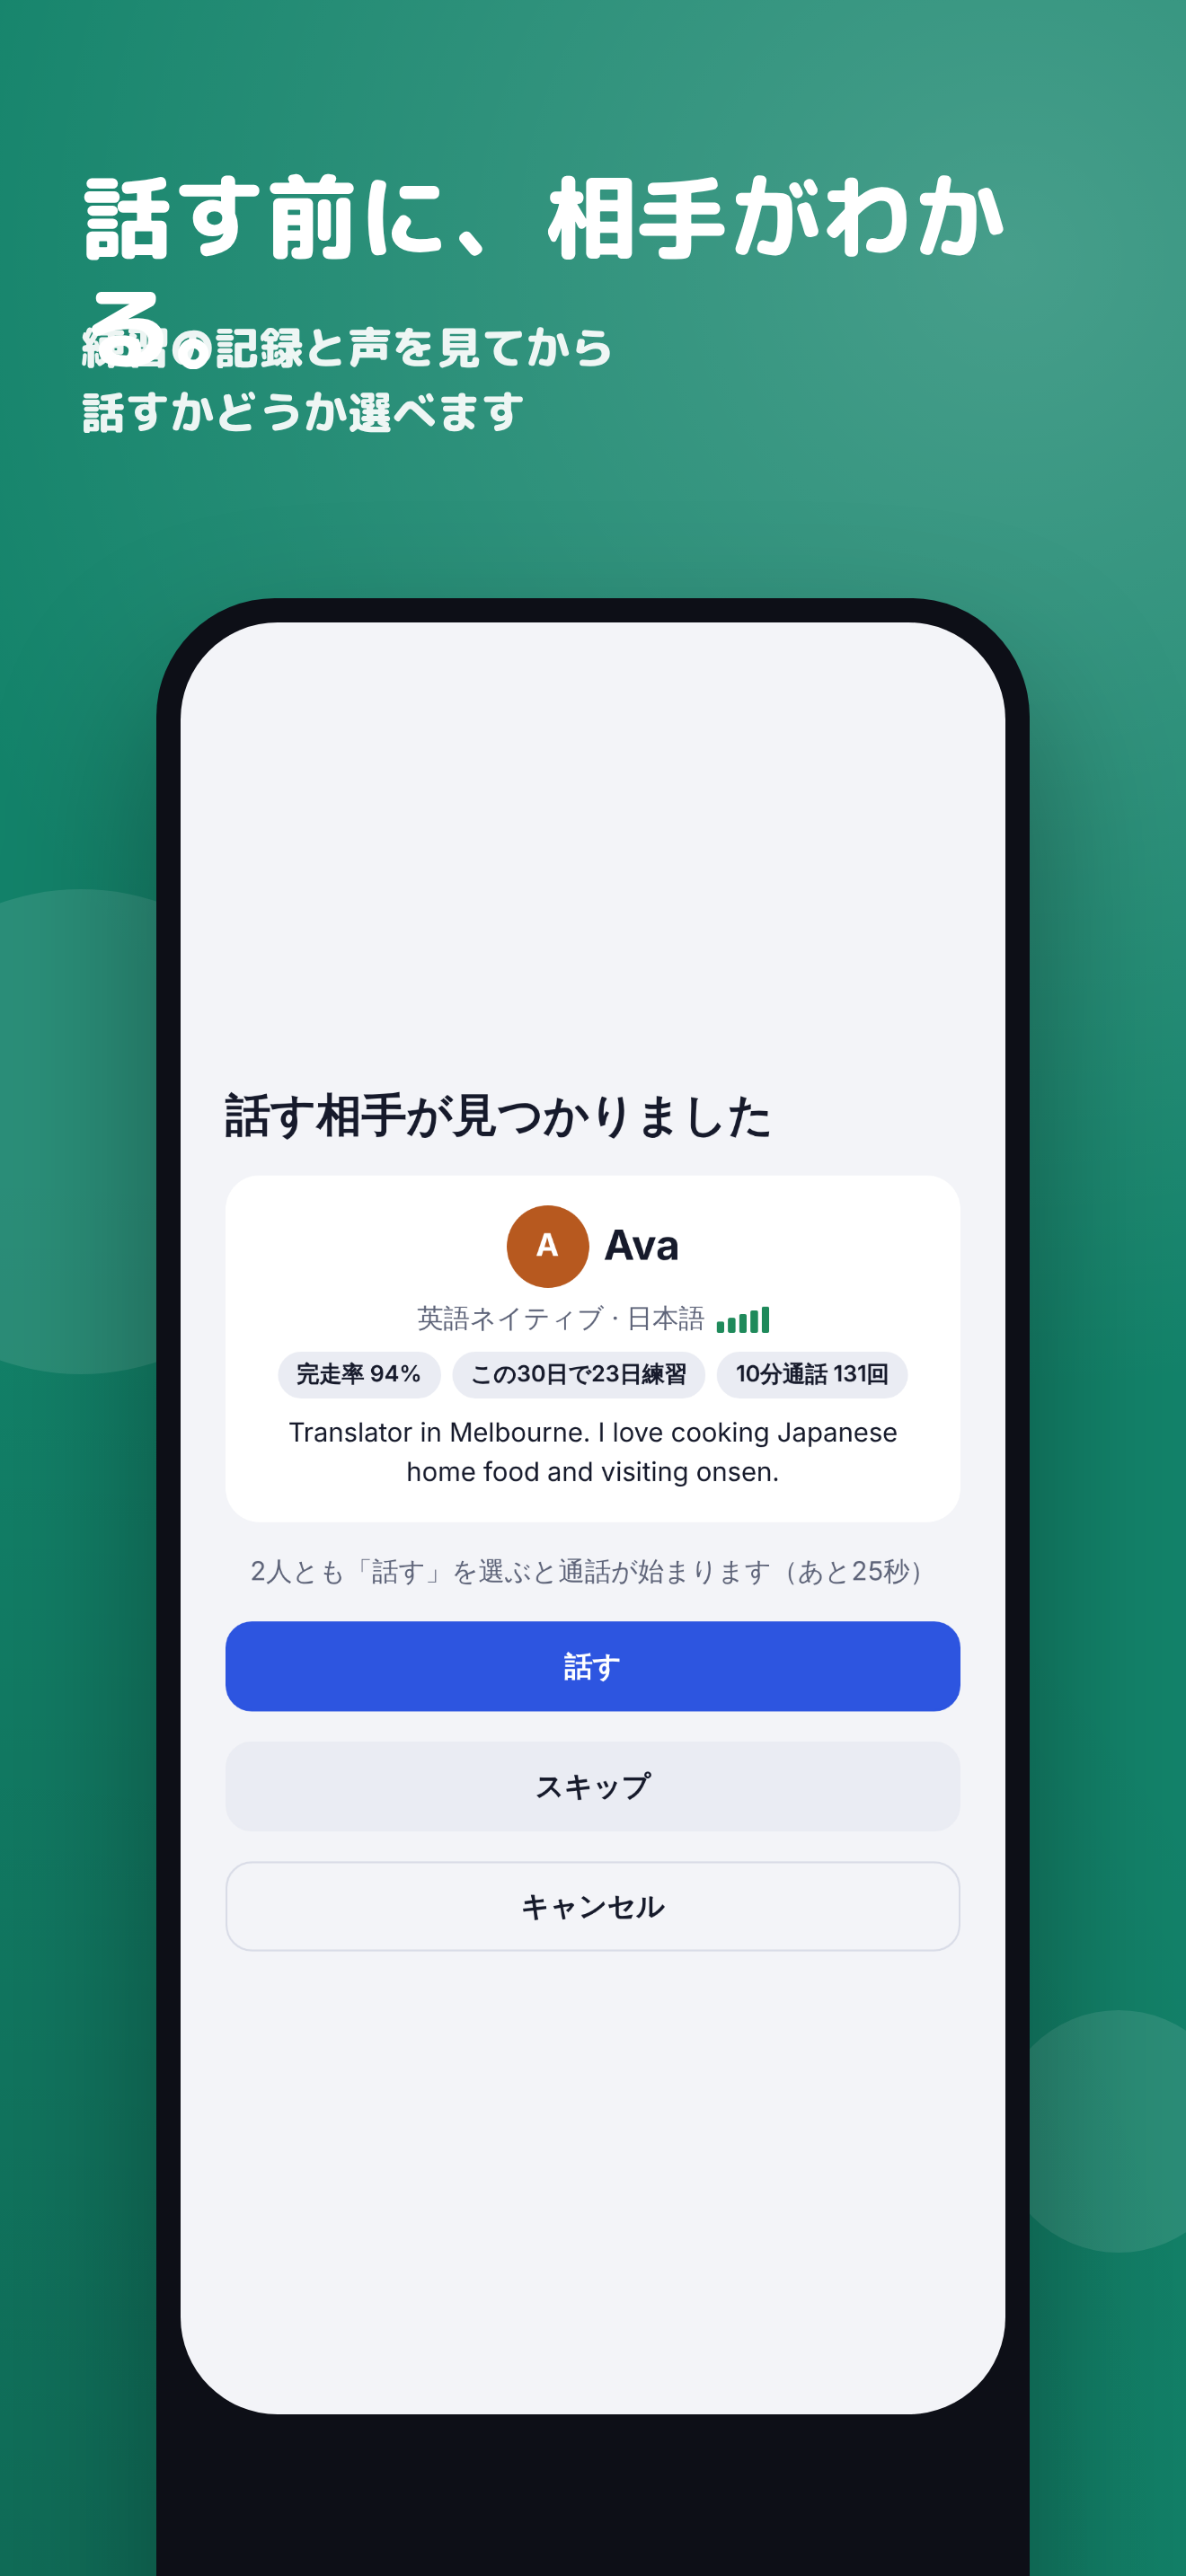 話す前に、相手がわか
る。
練習の記録と声を見てから
話すかどうか選べます
話す相手が見つかりました
A Ava
英語ネイティブ · 日本語
完走率 94% この30日で23日練習 10分通話 131回
Translator in Melbourne. I love cooking Japanese
home food and visiting onsen.
2人とも「話す」を選ぶと通話が始まります（あと25秒）
話す
スキップ
キャンセル